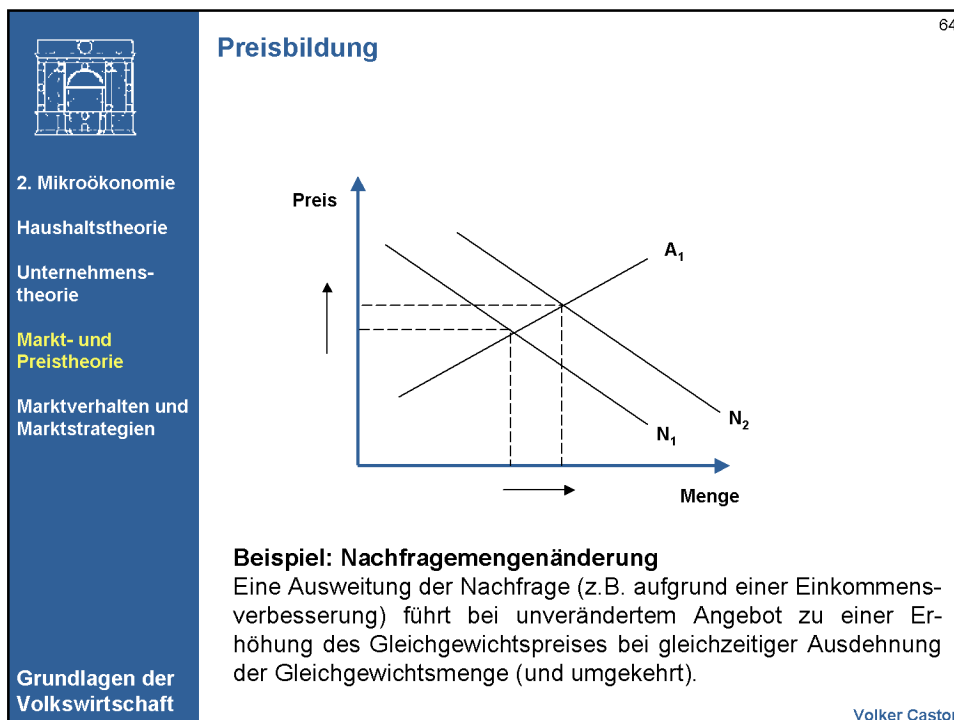 64
Preisbildung
2. Mikroökonomie
Haushaltstheorie
Unternehmens-
theorie
Markt- und
Preistheorie
Marktverhalten und
Marktstrategien
Grundlagen der
Volkswirtschaft
Preis
A1
N2
N1
Menge
Beispiel: Nachfragemengenänderung
Eine Ausweitung der Nachfrage (z.B. aufgrund einer Einkommens-
verbesserung) führt bei unverändertem Angebot zu einer Er-
höhung des Gleichgewichtspreises bei gleichzeitiger Ausdehnung
der Gleichgewichtsmenge (und umgekehrt).
Volker Castor